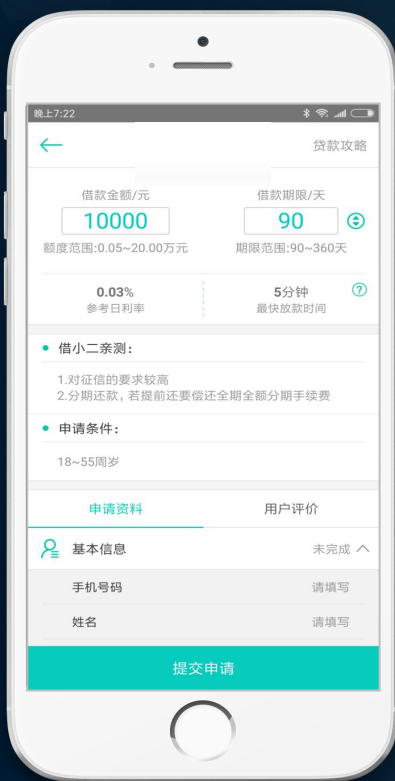 晚上7:22
贷款攻略
借款金额/元
借款期限/天
10000
90
额度范围:0.05~20.00万元
期限范围:90~360天
0.03%
5分钟
参考日利率
最快放款时间
借小二亲测:
1.对征信的要求较高
2.分期还款，若提前还要偿还全期全额分期手续费
申请条件:
18~55周岁
申请资料
用户评价
基本信息
未完成
手机号码
请填写
姓名
请填写
提交申请